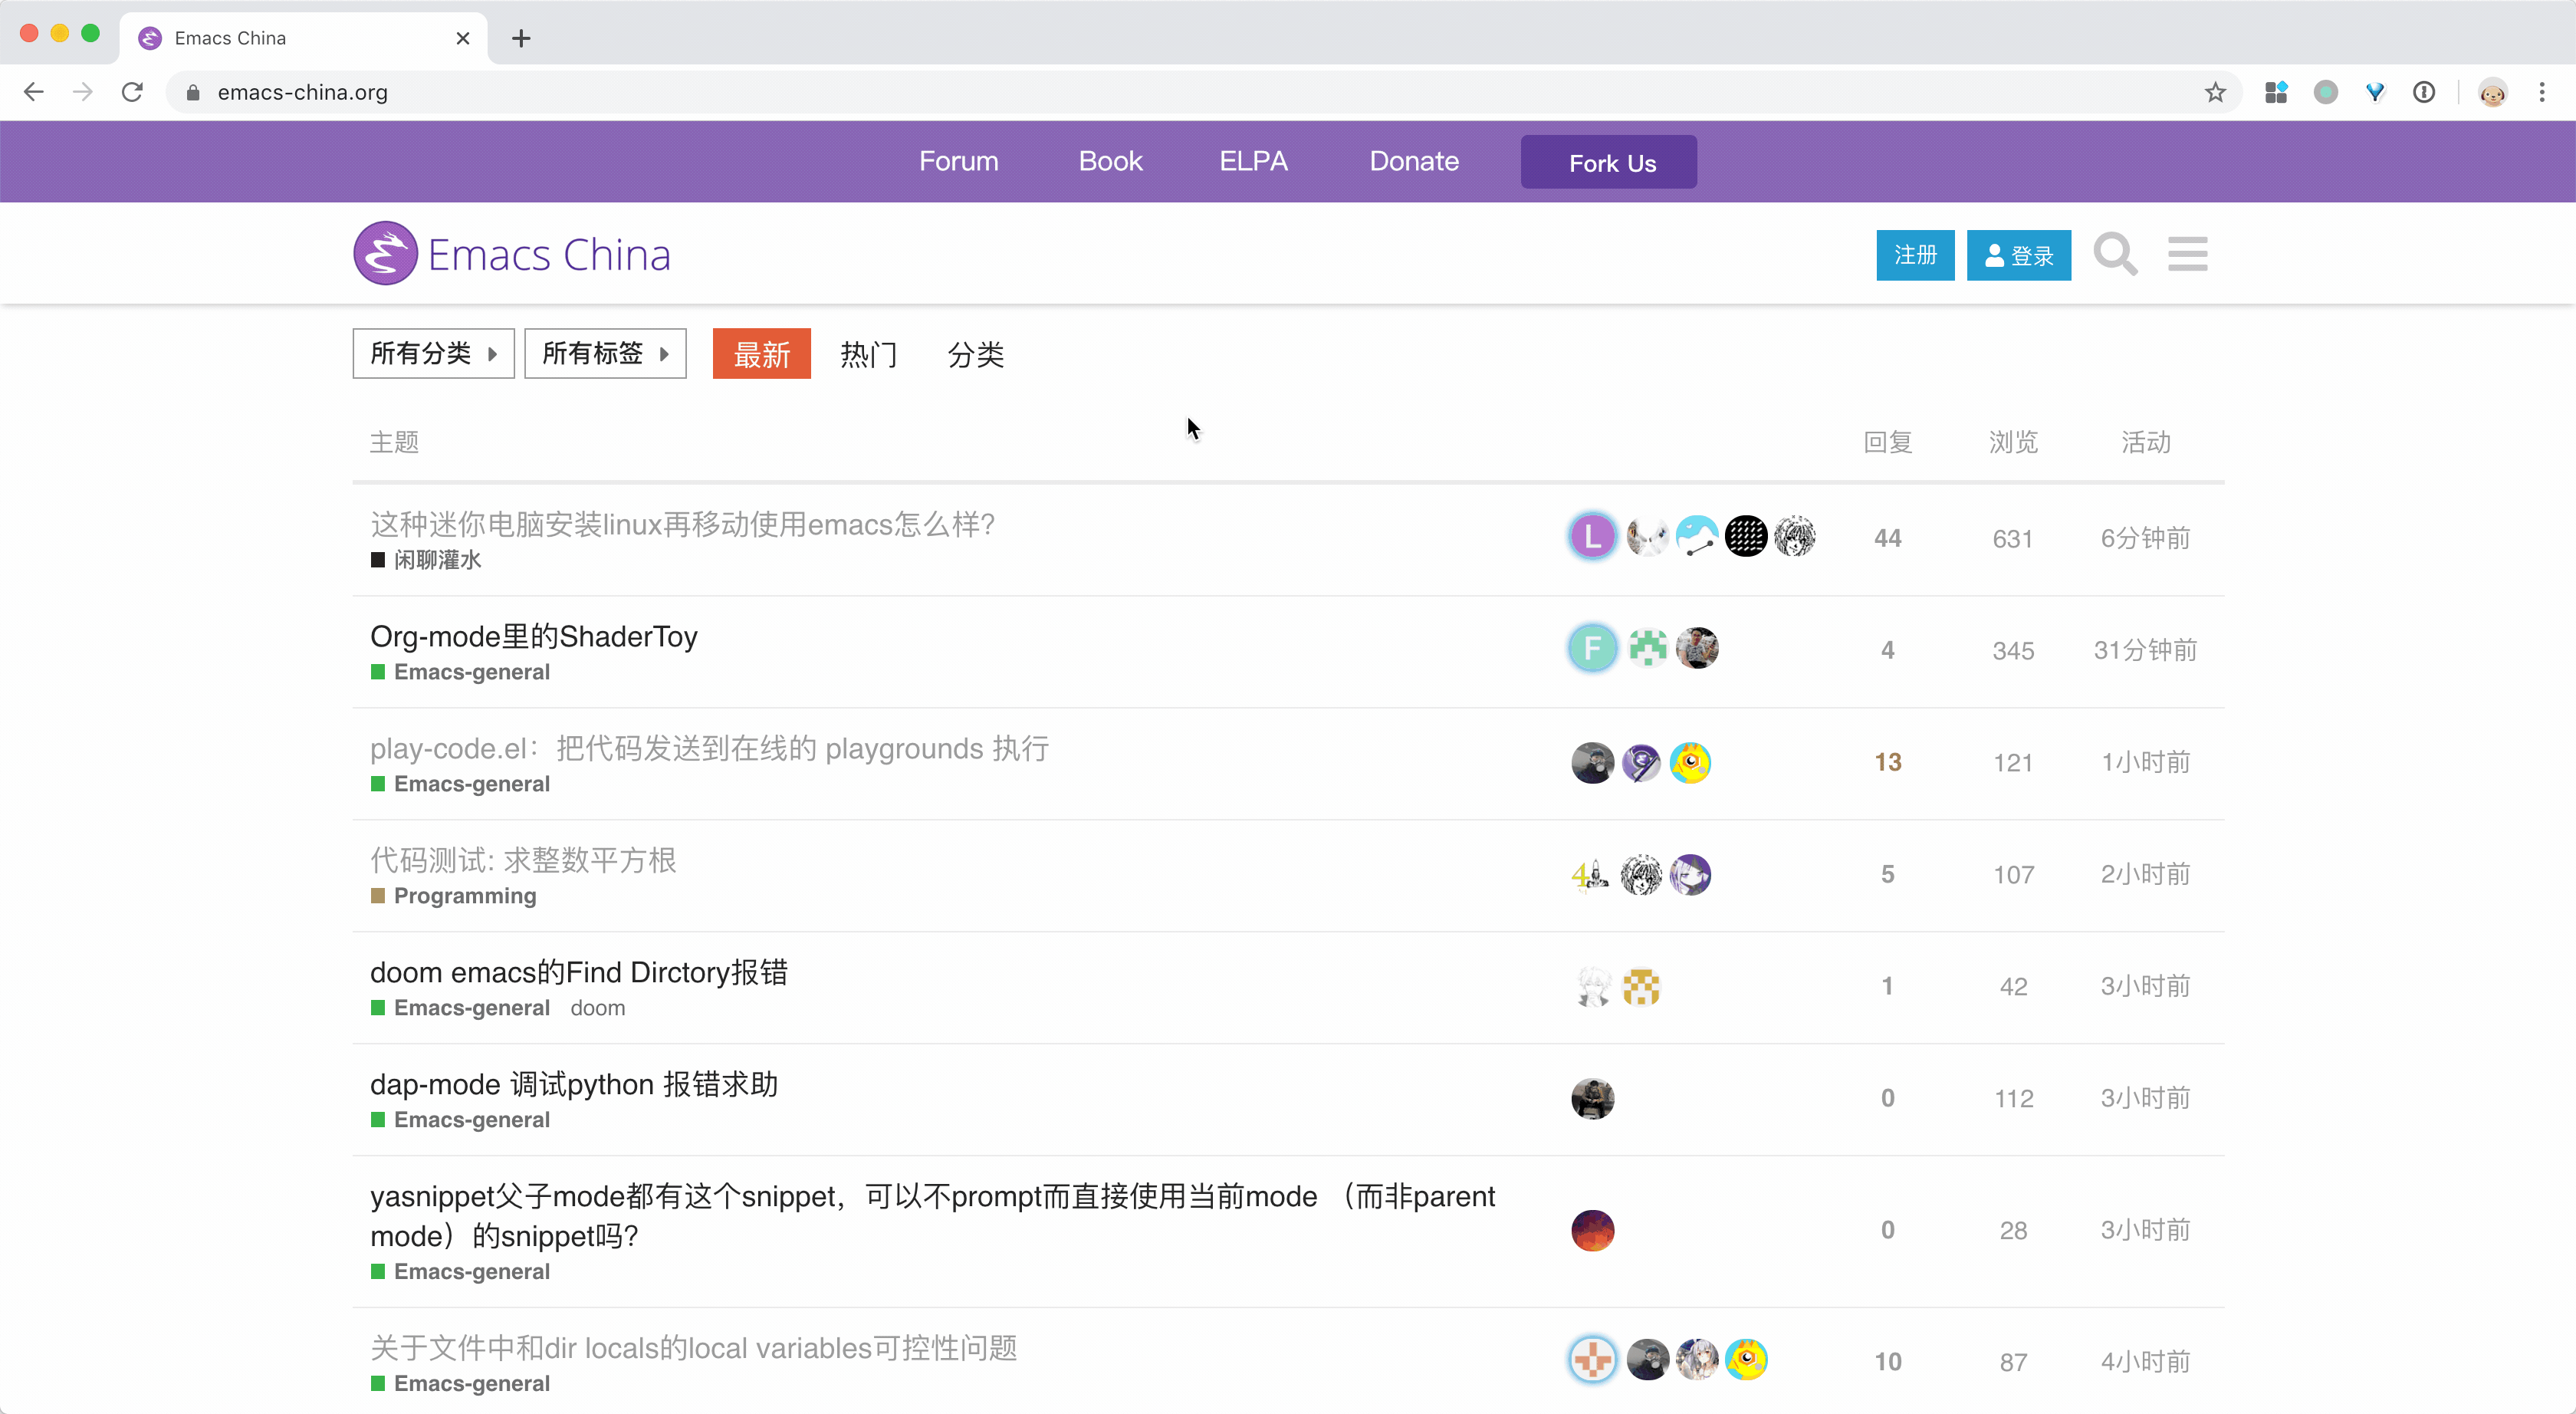 Emacs China
emacs-china.org
Forum Book ELPA Donate Fork Us
Emacs China
注册 登录
所有分类 所有标签 最新 热门 分类
主题 回复 浏览 活动
这种迷你电脑安装linux再移动使用emacs怎么样? L 44 631 6分钟前
闲聊灌水
Org-mode里的ShaderToy F 4 345 31分钟前
Emacs-general
play-code.el：把代码发送到在线的 playgrounds 执行 13 121 1小时前
Emacs-general
代码测试: 求整数平方根 4 5 107 2小时前
Programming
doom emacs的Find Dirctory报错 1 42 3小时前
Emacs-general doom
dap-mode 调试python 报错求助 0 112 3小时前
Emacs-general
yasnippet父子mode都有这个snippet，可以不prompt而直接使用当前mode （而非parent
mode）的snippet吗? 0 28 3小时前
Emacs-general
关于文件中和dir locals的local variables可控性问题 10 87 4小时前
Emacs-general